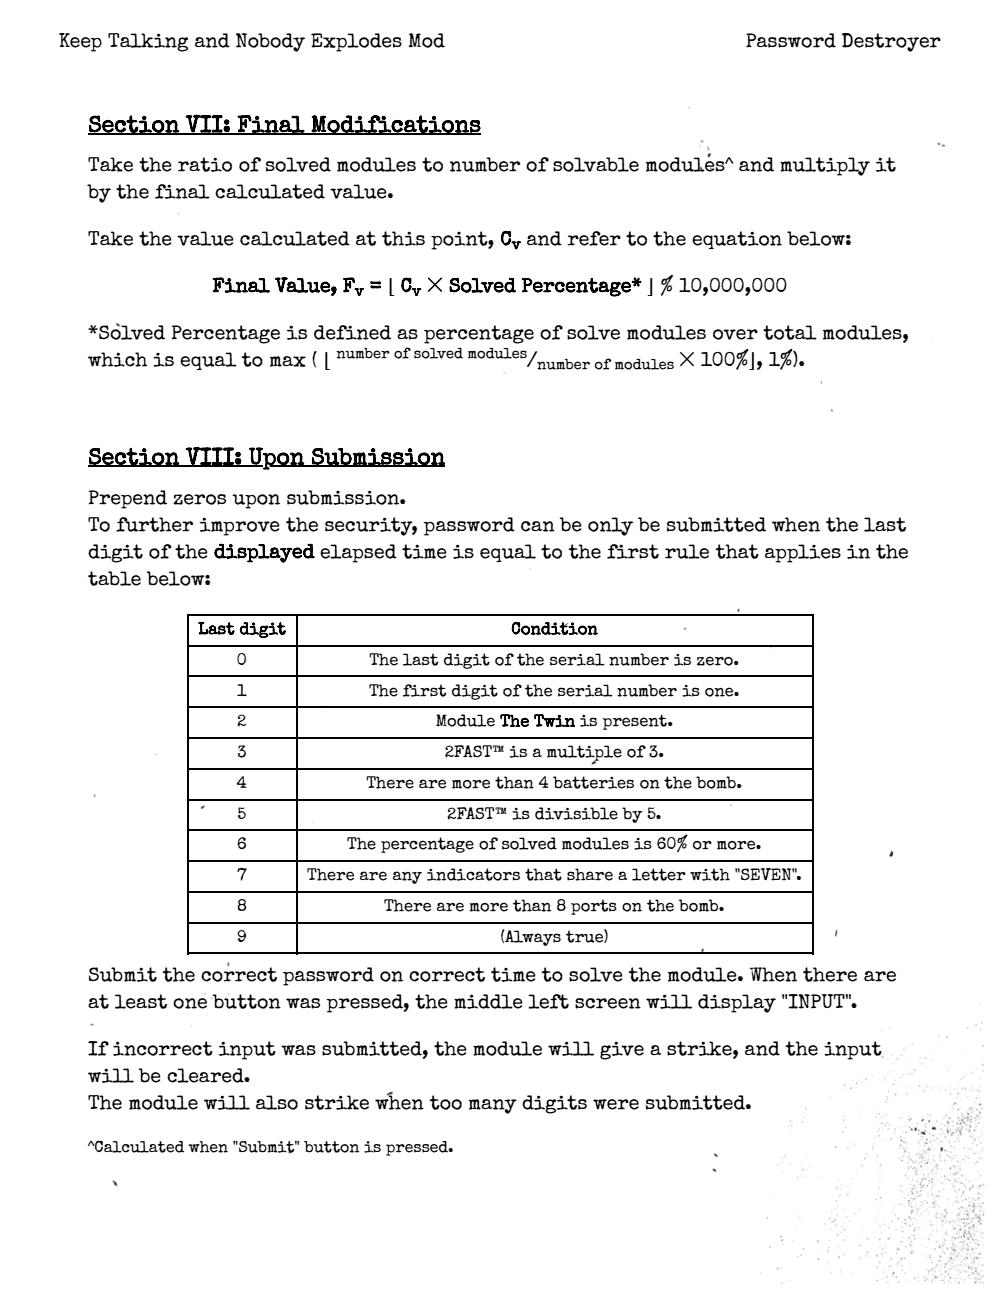 Keep Talking and Nobody Explodes Mod Password Destroyer
Section VII: Final Modifications
Take the ratio of solved modules to number of solvable modules^ and multiply it
by the final calculated value.
Take the value calculated at this point, Cv and refer to the equation below:
Final Value, Fv = ⌊ Cv × Solved Percentage* ⌋ % 10,000,000
*Solved Percentage is defined as percentage of solve modules over total modules,
which is equal to max ( ⌊ number of solved modules/number of modules × 100%⌋, 1%).
Section VIII: Upon Submission
Prepend zeros upon submission.
To further improve the security, password can be only be submitted when the last
digit of the displayed elapsed time is equal to the first rule that applies in the
table below:
Last digit Condition
0 The last digit of the serial number is zero.
1 The first digit of the serial number is one.
2 Module The Twin is present.
3 2FAST™ is a multiple of 3.
4 There are more than 4 batteries on the bomb.
5 2FAST™ is divisible by 5.
6 The percentage of solved modules is 60% or more.
7 There are any indicators that share a letter with "SEVEN".
8 There are more than 8 ports on the bomb.
9 (Always true)
Submit the correct password on correct time to solve the module. When there are
at least one button was pressed, the middle left screen will display "INPUT".
If incorrect input was submitted, the module will give a strike, and the input
will be cleared.
The module will also strike when too many digits were submitted.
^Calculated when "Submit" button is pressed.